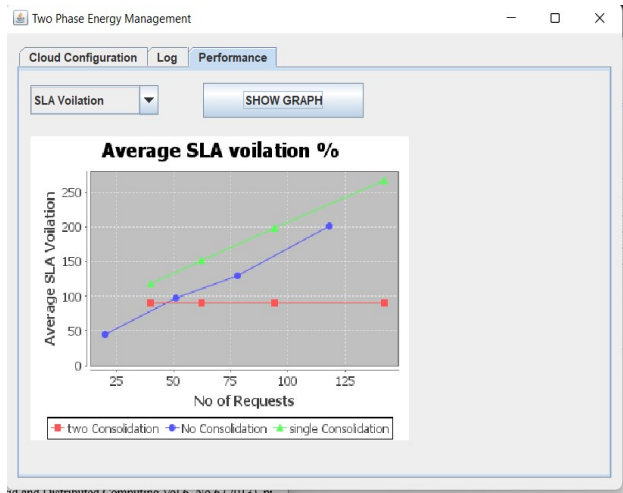 Two Phase Energy Management
Cloud Configuration Log Performance
SLA Voilation SHOW GRAPH
Average SLA voilation %
Average SLA Voilation
250
200
150
100
50
0
25 50 75 100 125
No of Requests
two Consolidation No Consolidation single Consolidation